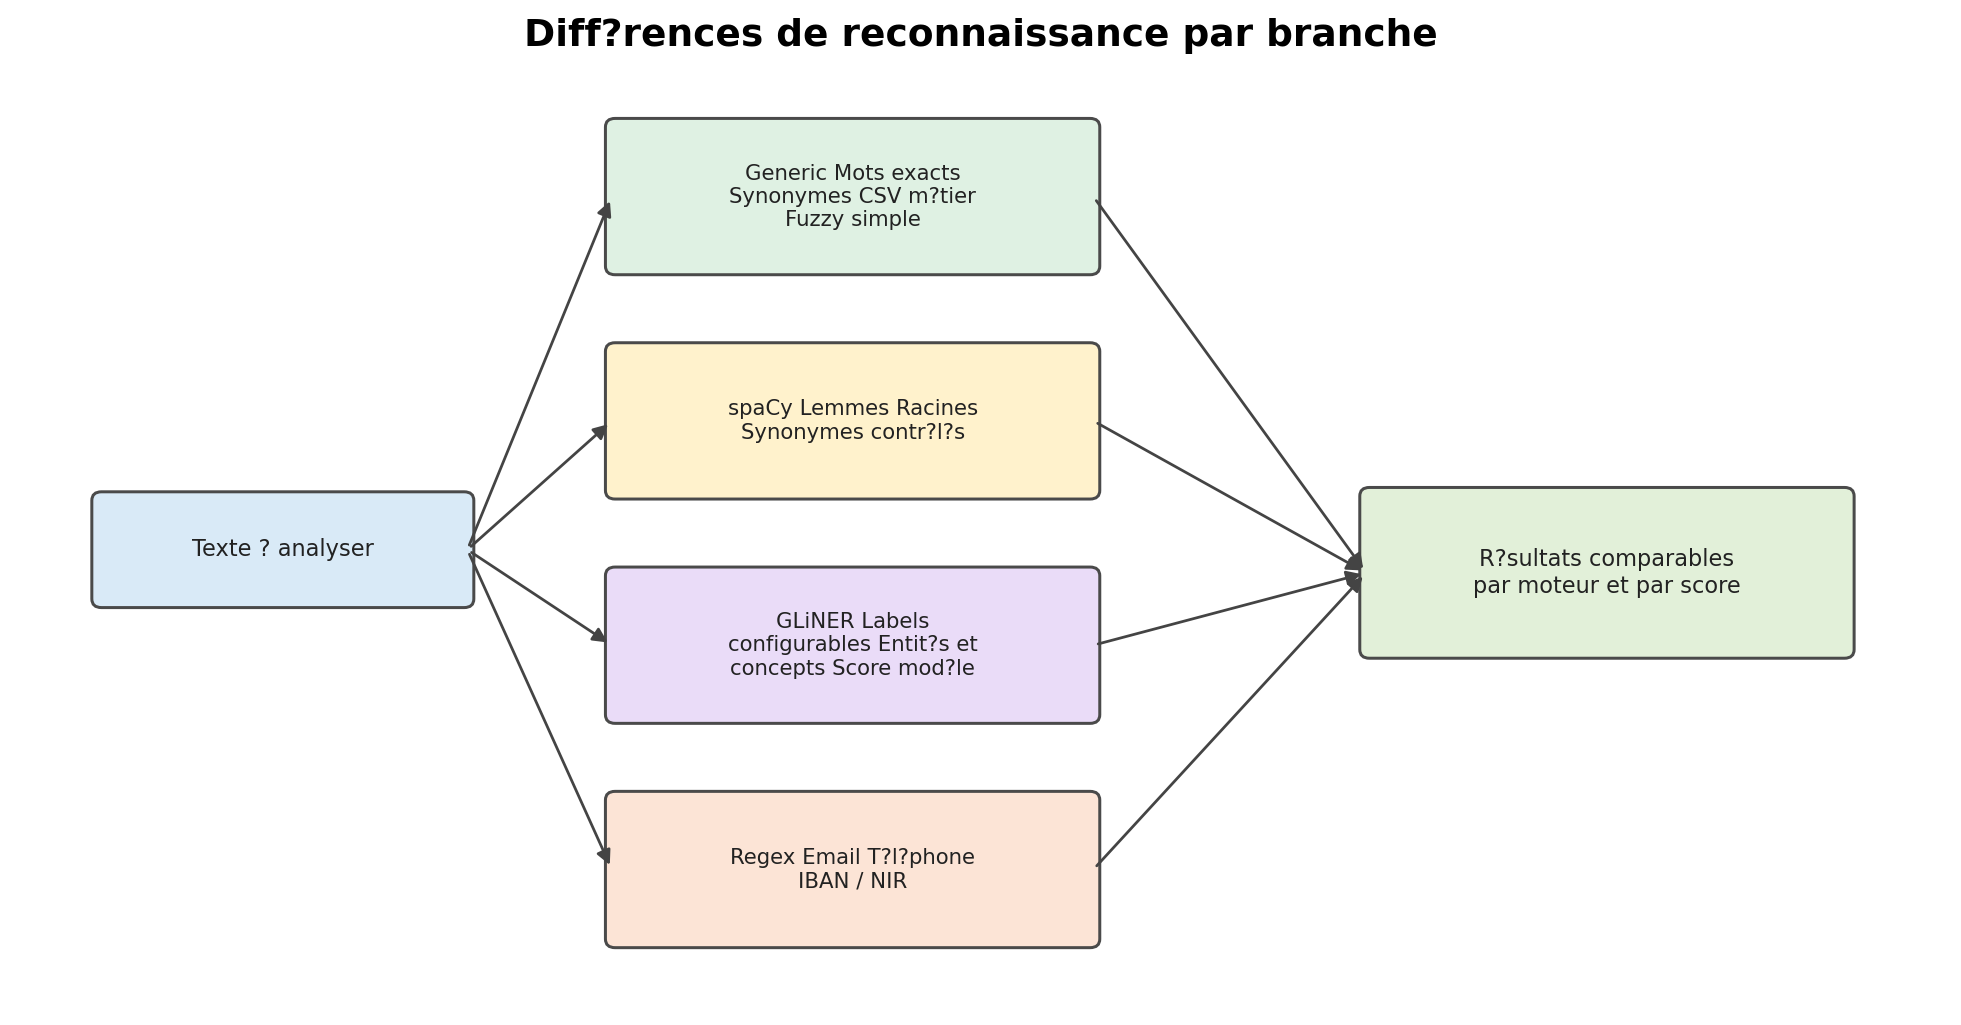 Diff?rences de reconnaissance par branche
Generic Mots exacts
Synonymes CSV m?tier
Fuzzy simple
spaCy Lemmes Racines
Synonymes contr?l?s
Texte ? analyser
GLiNER Labels
configurables Entit?s et
concepts Score mod?le
R?sultats comparables
par moteur et par score
Regex Email T?l?phone
IBAN / NIR